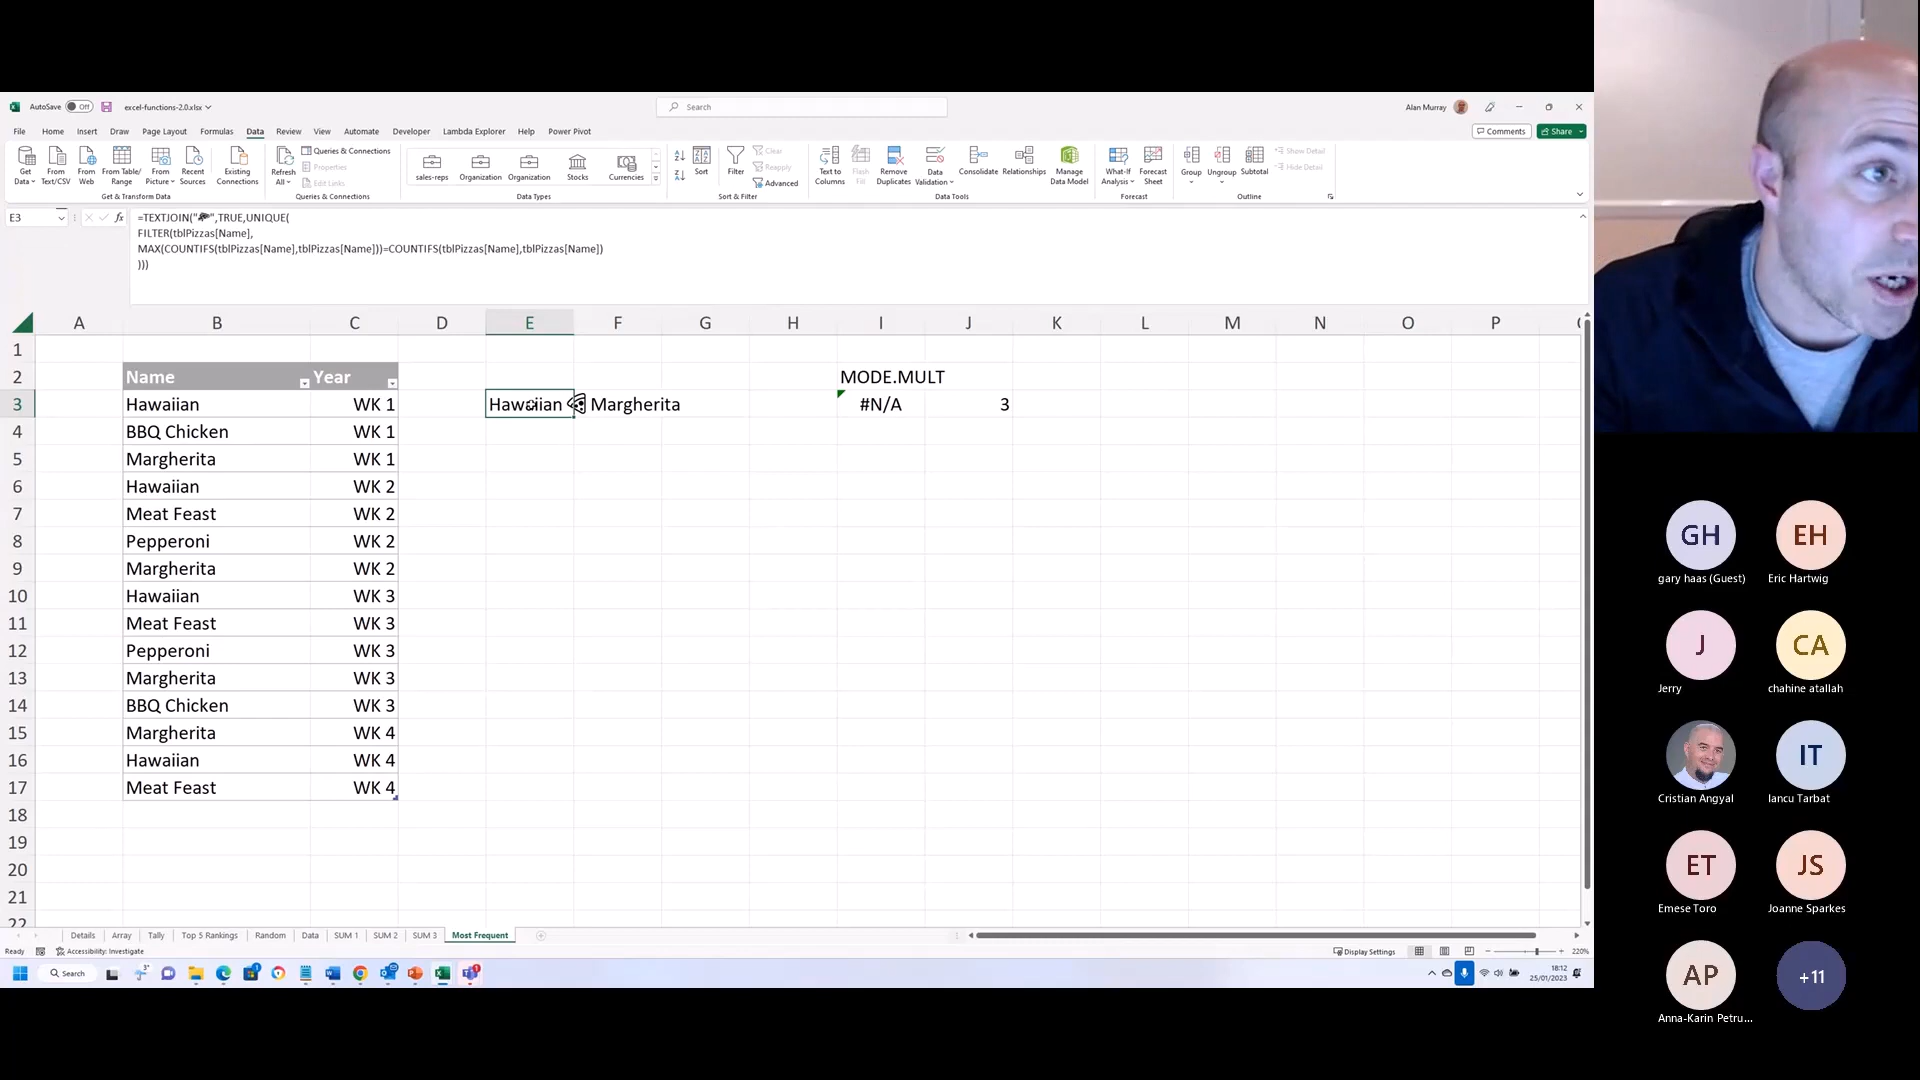 AutoSave Off excel-functions-2.0.xlsx Search Alan Murray
File Home Insert Draw Page Layout Formulas Data Review View Automate Developer Lambda Explorer Help Power Pivot Comments Share
Get Data From Text/CSV From Web From Table/Range From Picture Recent Sources Existing Connections
Refresh All Queries & Connections Properties Edit Links
sales-reps Organization Organization Stocks Currencies
Sort Filter Clear Reapply Advanced
Text to Columns Flash Fill Remove Duplicates Data Validation Consolidate Relationships Manage Data Model
What-If Analysis Forecast Sheet Group Ungroup Subtotal Show Detail Hide Detail
Get & Transform Data Queries & Connections Data Types Sort & Filter Data Tools Forecast Outline
E3 fx =TEXTJOIN("🍕",TRUE,UNIQUE(
FILTER(tblPizzas[Name],
MAX(COUNTIFS(tblPizzas[Name],tblPizzas[Name]))=COUNTIFS(tblPizzas[Name],tblPizzas[Name])
)))
A B C D E F G H I J K L M N O P
1
2 Name Year MODE.MULT
3 Hawaiian WK 1 Hawaiian 🍕 Margherita #N/A 3
4 BBQ Chicken WK 1
5 Margherita WK 1
6 Hawaiian WK 2
7 Meat Feast WK 2
8 Pepperoni WK 2
9 Margherita WK 2
10 Hawaiian WK 3
11 Meat Feast WK 3
12 Pepperoni WK 3
13 Margherita WK 3
14 BBQ Chicken WK 3
15 Margherita WK 4
16 Hawaiian WK 4
17 Meat Feast WK 4
18
19
20
21
22
Details Array Tally Top 5 Rankings Random Data SUM 1 SUM 2 SUM 3 Most Frequent
Ready Accessibility: Investigate Display Settings 220%
Search 3° 18:12
25/01/2023
GH EH
gary haas (Guest) Eric Hartwig
J CA
Jerry chahine atallah
IT
Cristian Angyal Iancu Tarbat
ET JS
Emese Toro Joanne Sparkes
AP +11
Anna-Karin Petru...